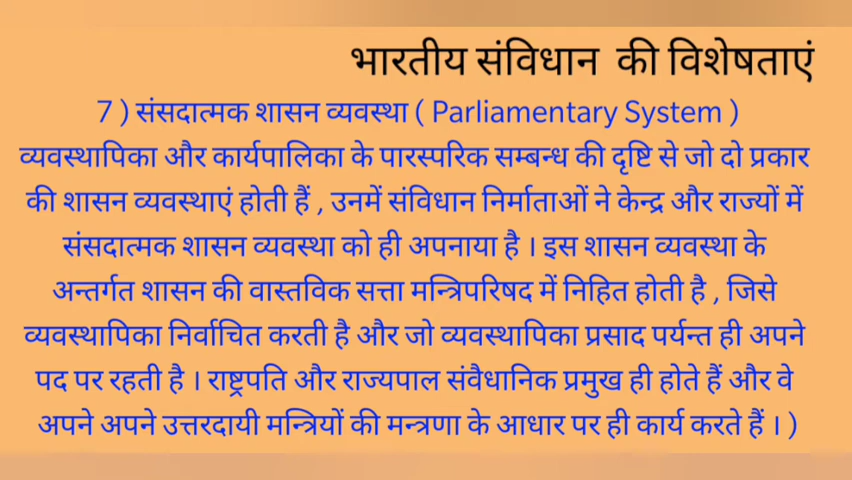 भारतीय संविधान की विशेषताएं
7 ) संसदात्मक शासन व्यवस्था ( Parliamentary System )
व्यवस्थापिका और कार्यपालिका के पारस्परिक सम्बन्ध की दृष्टि से जो दो प्रकार
की शासन व्यवस्थाएं होती हैं , उनमें संविधान निर्माताओं ने केन्द्र और राज्यों में
संसदात्मक शासन व्यवस्था को ही अपनाया है । इस शासन व्यवस्था के
अन्तर्गत शासन की वास्तविक सत्ता मन्त्रिपरिषद में निहित होती है , जिसे
व्यवस्थापिका निर्वाचित करती है और जो व्यवस्थापिका प्रसाद पर्यन्त ही अपने
पद पर रहती है । राष्ट्रपति और राज्यपाल संवैधानिक प्रमुख ही होते हैं और वे
अपने अपने उत्तरदायी मन्त्रियों की मन्त्रणा के आधार पर ही कार्य करते हैं । )